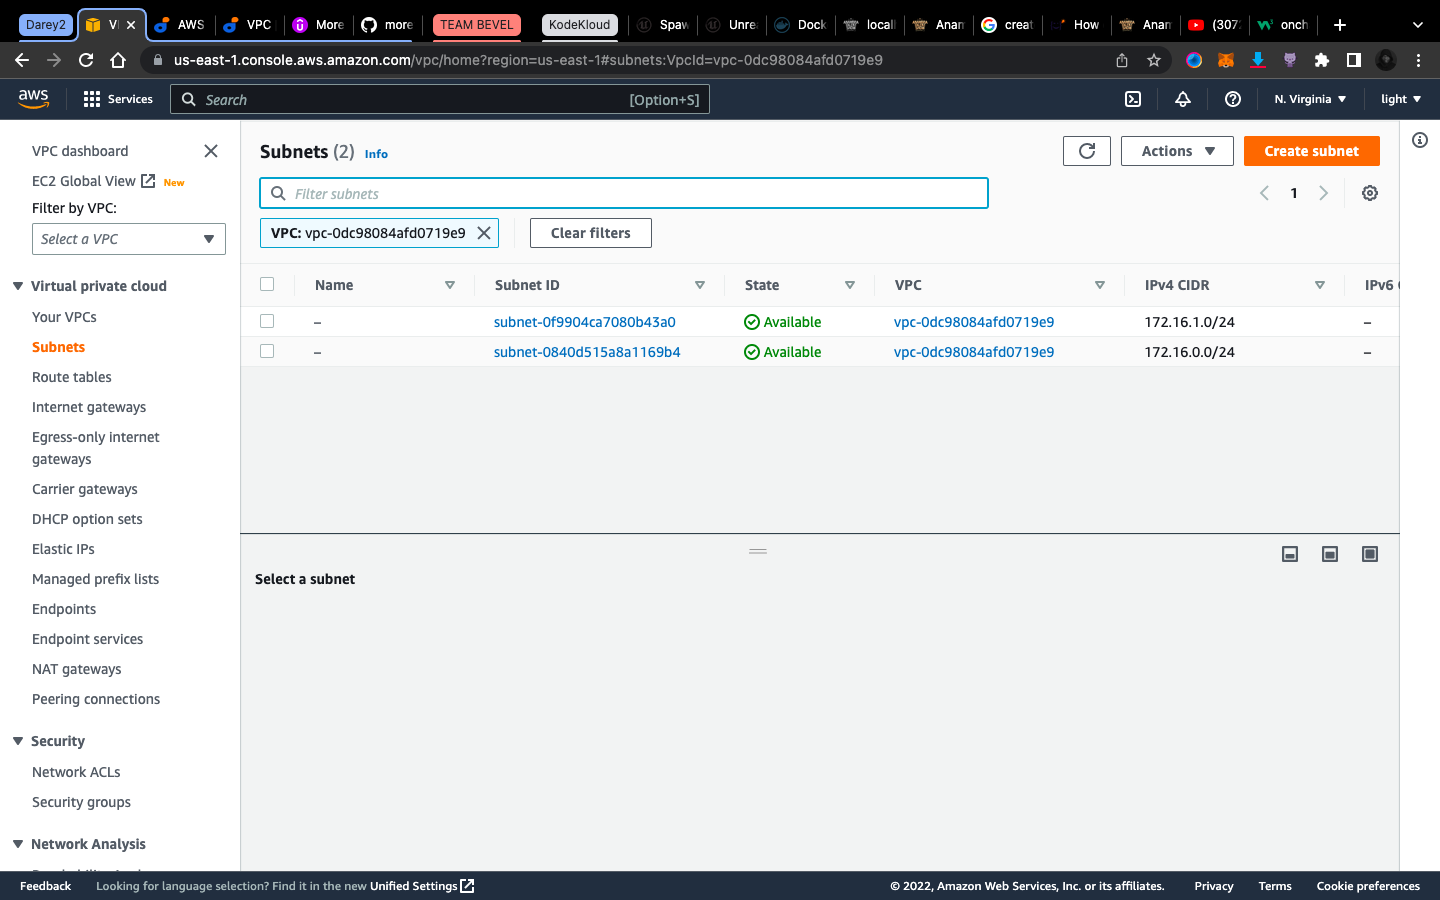 Darey2 VI AWS VPC More more TEAM BEVEL KodeKloud Spaw Unrea Dock locall Anam creat How Anam (307 onch
us-east-1.console.aws.amazon.com/vpc/home?region=us-east-1#subnets:VpcId=vpc-0dc98084afd0719e9
aws Services Search [Option+S] N. Virginia light
VPC dashboard
EC2 Global View New
Filter by VPC:
Select a VPC
Virtual private cloud
Your VPCs
Subnets
Route tables
Internet gateways
Egress-only internet
gateways
Carrier gateways
DHCP option sets
Elastic IPs
Managed prefix lists
Endpoints
Endpoint services
NAT gateways
Peering connections
Security
Network ACLs
Security groups
Network Analysis
Subnets (2) Info
Actions
Create subnet
Filter subnets
1
VPC: vpc-0dc98084afd0719e9
Clear filters
Name Subnet ID State VPC IPv4 CIDR IPv6
– subnet-0f9904ca7080b43a0 Available vpc-0dc98084afd0719e9 172.16.1.0/24 –
– subnet-0840d515a8a1169b4 Available vpc-0dc98084afd0719e9 172.16.0.0/24 –
Select a subnet
Feedback Looking for language selection? Find it in the new Unified Settings © 2022, Amazon Web Services, Inc. or its affiliates. Privacy Terms Cookie preferences